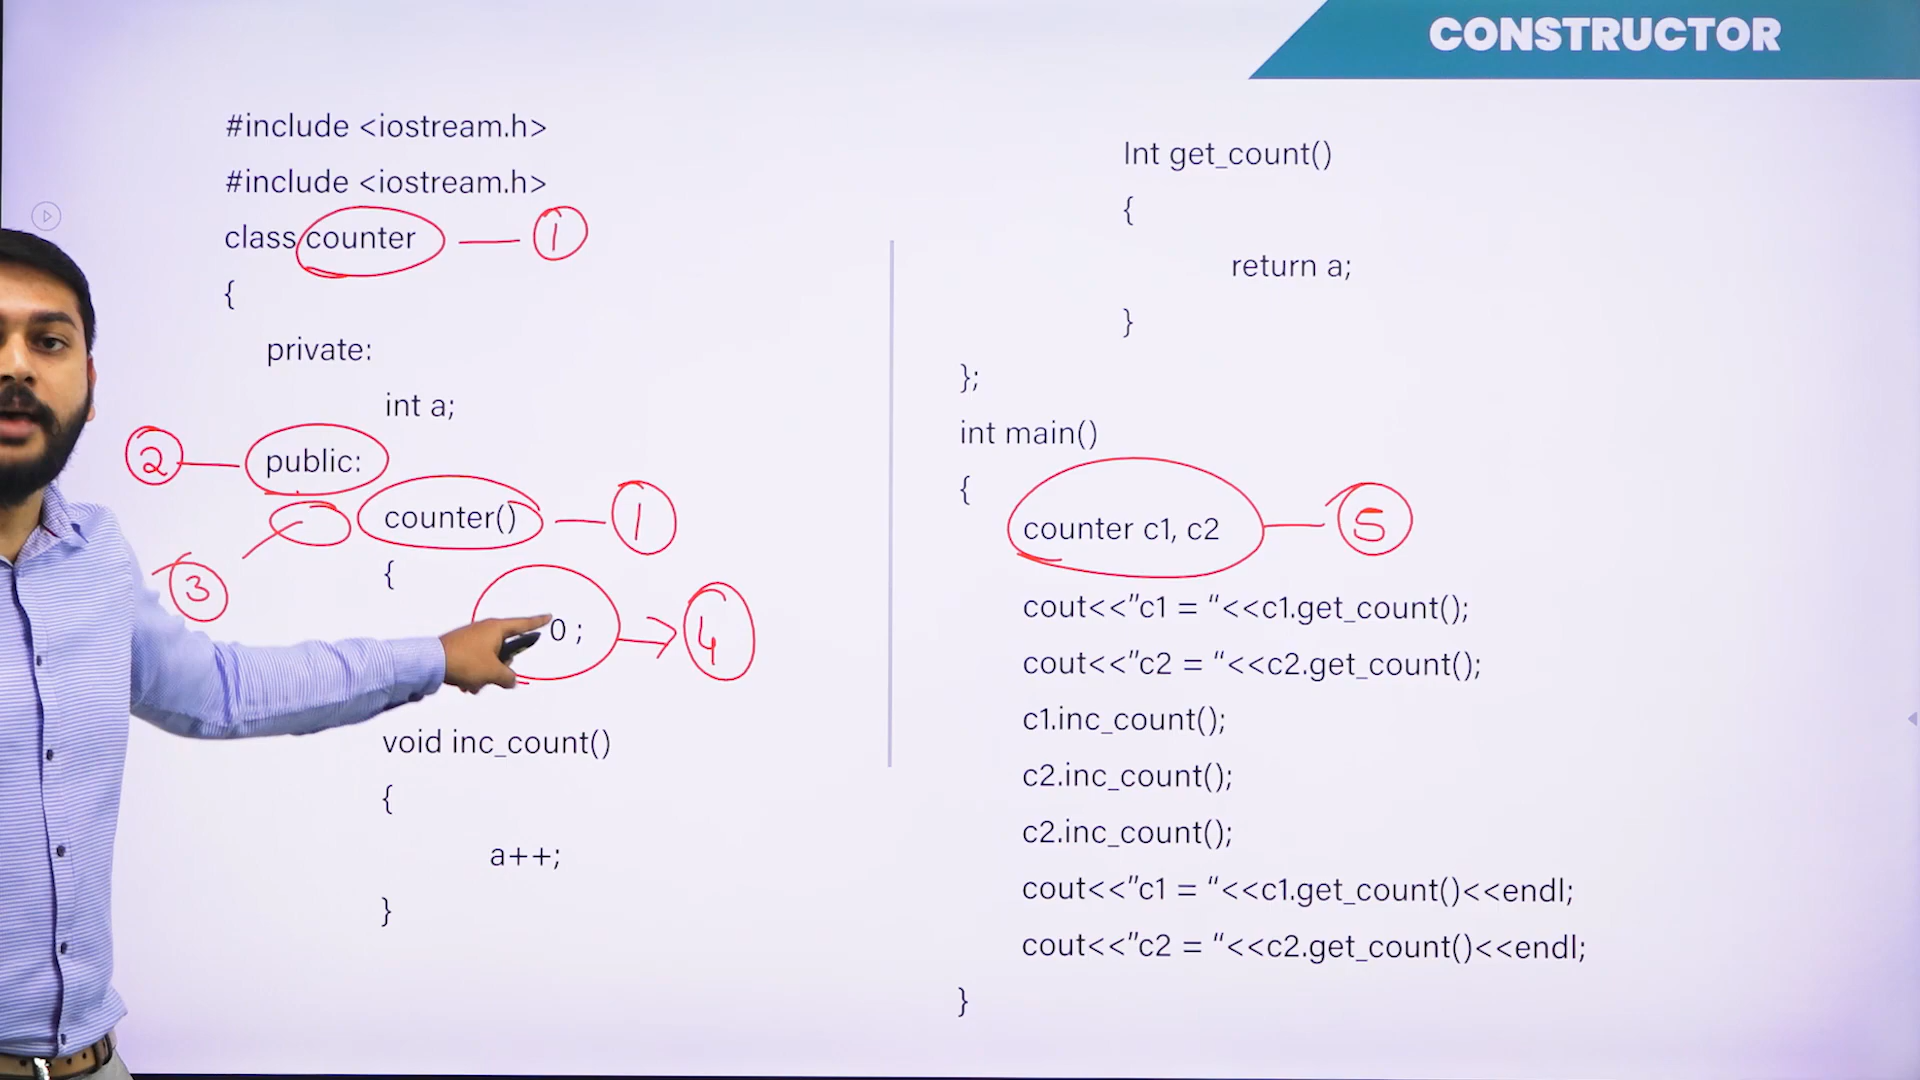 CONSTRUCTOR
#include <iostream.h>
#include <iostream.h>
class counter — 1
{
private:
int a;
2 — public:
counter() — 1
3
{
0 ; → 4
void inc_count()
{
a++;
}
Int get_count()
{
return a;
}
};
int main()
{
counter c1, c2 — 5
cout<<”c1 = “<<c1.get_count();
cout<<”c2 = “<<c2.get_count();
c1.inc_count();
c2.inc_count();
c2.inc_count();
cout<<”c1 = “<<c1.get_count()<<endl;
cout<<”c2 = “<<c2.get_count()<<endl;
}